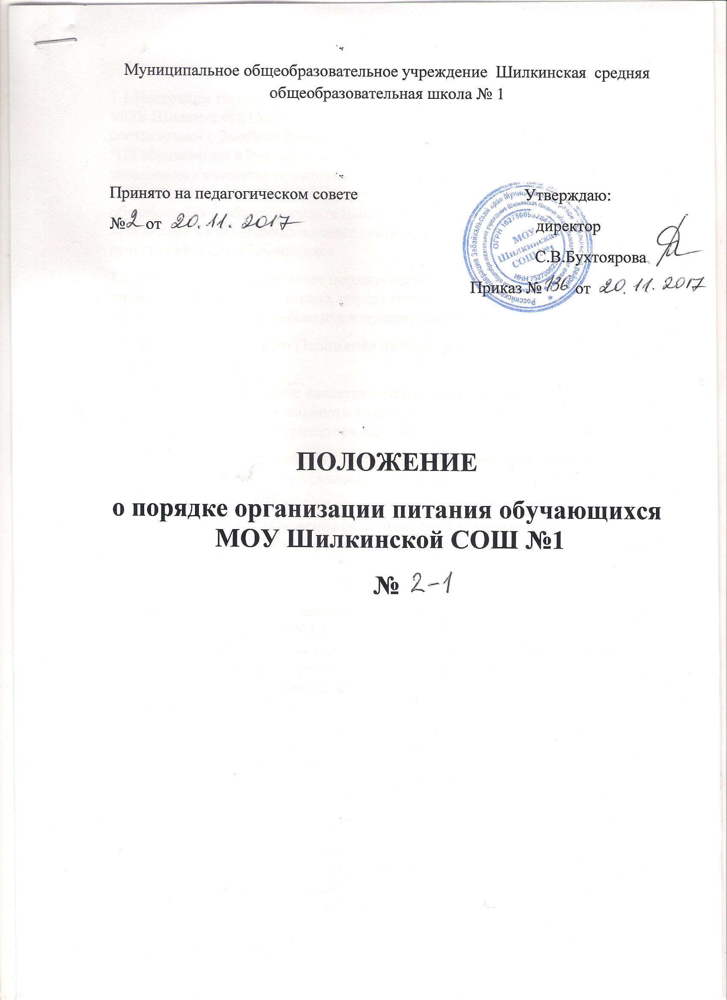 Муниципальное общеобразовательное учреждение Шилкинская средняя
общеобразовательная школа № 1
Принято на педагогическом совете
№ 2 от 20.11.2017
Утверждаю:
директор
С.В.Бухтоярова
Приказ № 136 от 20.11.2017
МОУ
Шилкинская
СОШ №1
ПОЛОЖЕНИЕ
о порядке организации питания обучающихся
МОУ Шилкинской СОШ №1
№ 2-1